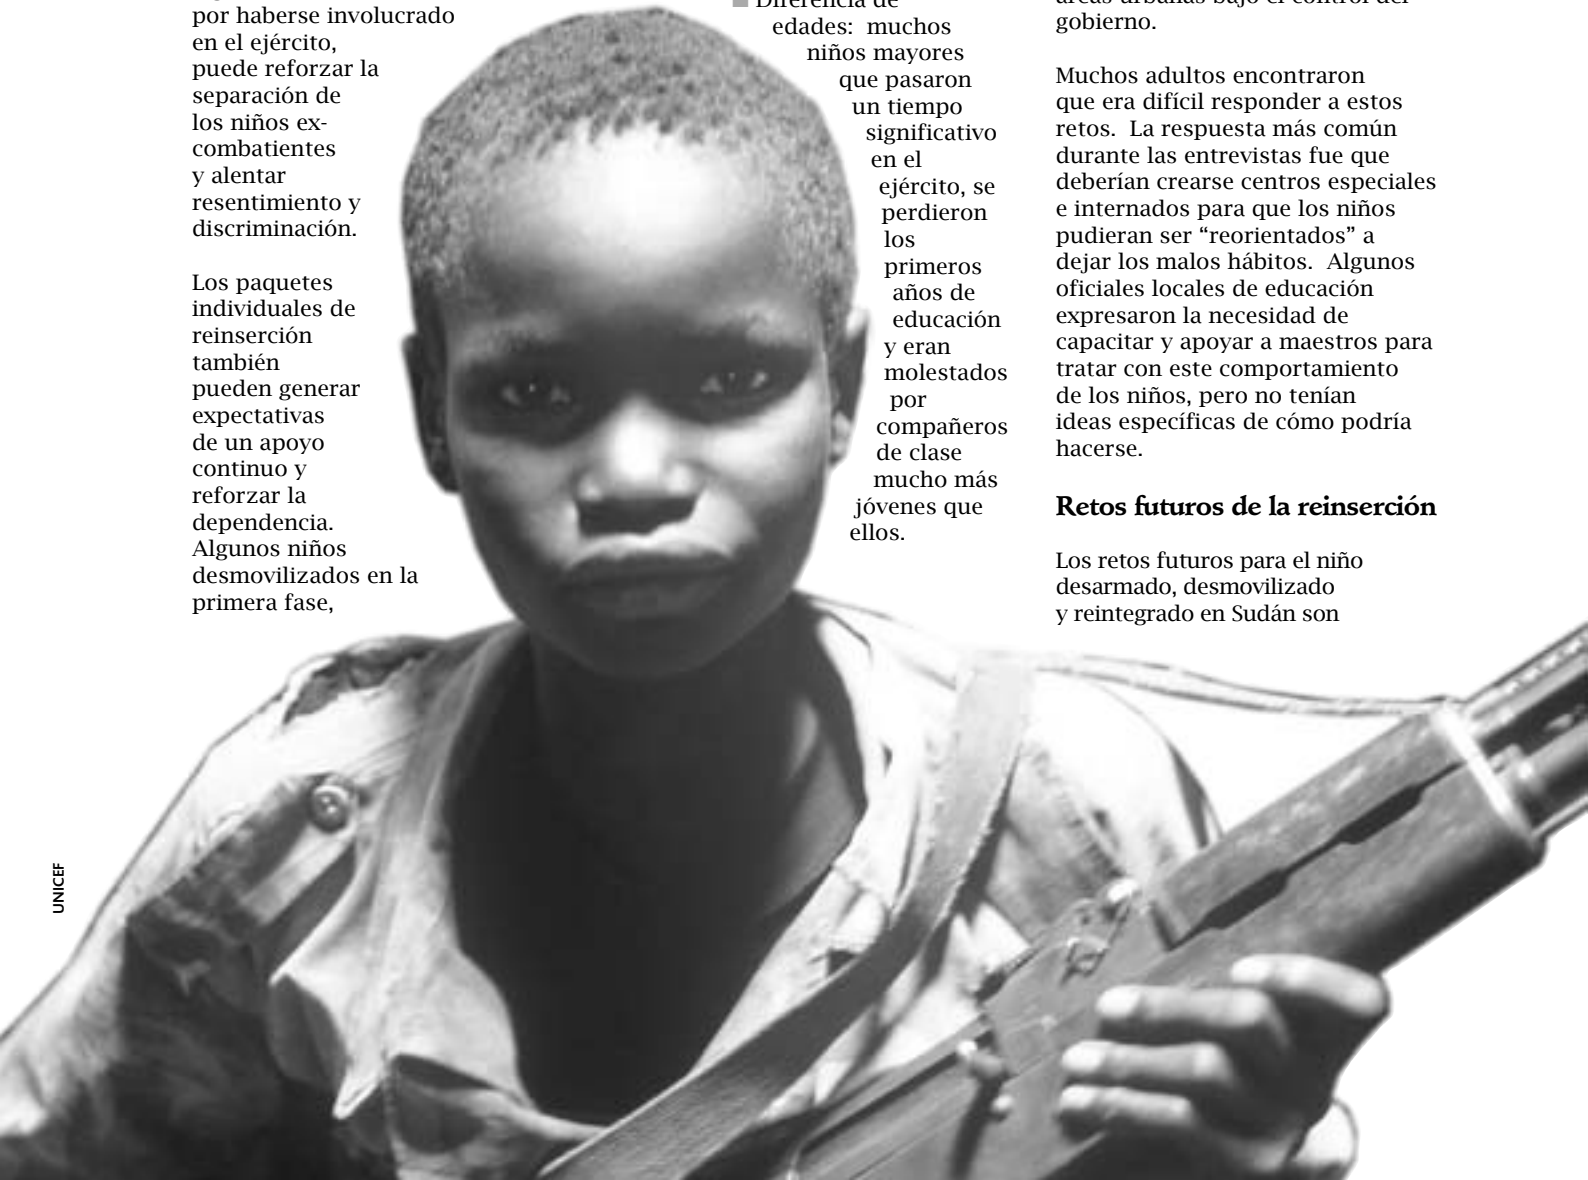 por haberse involucrado
en el ejército,
puede reforzar la
separación de
los niños ex-
combatientes
y alentar
resentimiento y
discriminación.
Los paquetes
individuales de
reinserción
también
pueden generar
expectativas
de un apoyo
continuo y
reforzar la
dependencia.
Algunos niños
desmovilizados en la
primera fase,
Diferencia de
edades:  muchos
niños mayores
que pasaron
un tiempo
significativo
en el
ejército, se
perdieron
los
primeros
años de
educación
y eran
molestados
por
compañeros
de clase
mucho más
jóvenes que
ellos.
áreas urbanas bajo el control del
gobierno.
Muchos adultos encontraron
que era difícil responder a estos
retos.  La respuesta más común
durante las entrevistas fue que
deberían crearse centros especiales
e internados para que los niños
pudieran ser “reorientados” a
dejar los malos hábitos.  Algunos
oficiales locales de educación
expresaron la necesidad de
capacitar y apoyar a maestros para
tratar con este comportamiento
de los niños, pero no tenían
ideas específicas de cómo podría
hacerse.
Retos futuros de la reinserción
Los retos futuros para el niño
desarmado, desmovilizado
y reintegrado en Sudán son
UNICEF